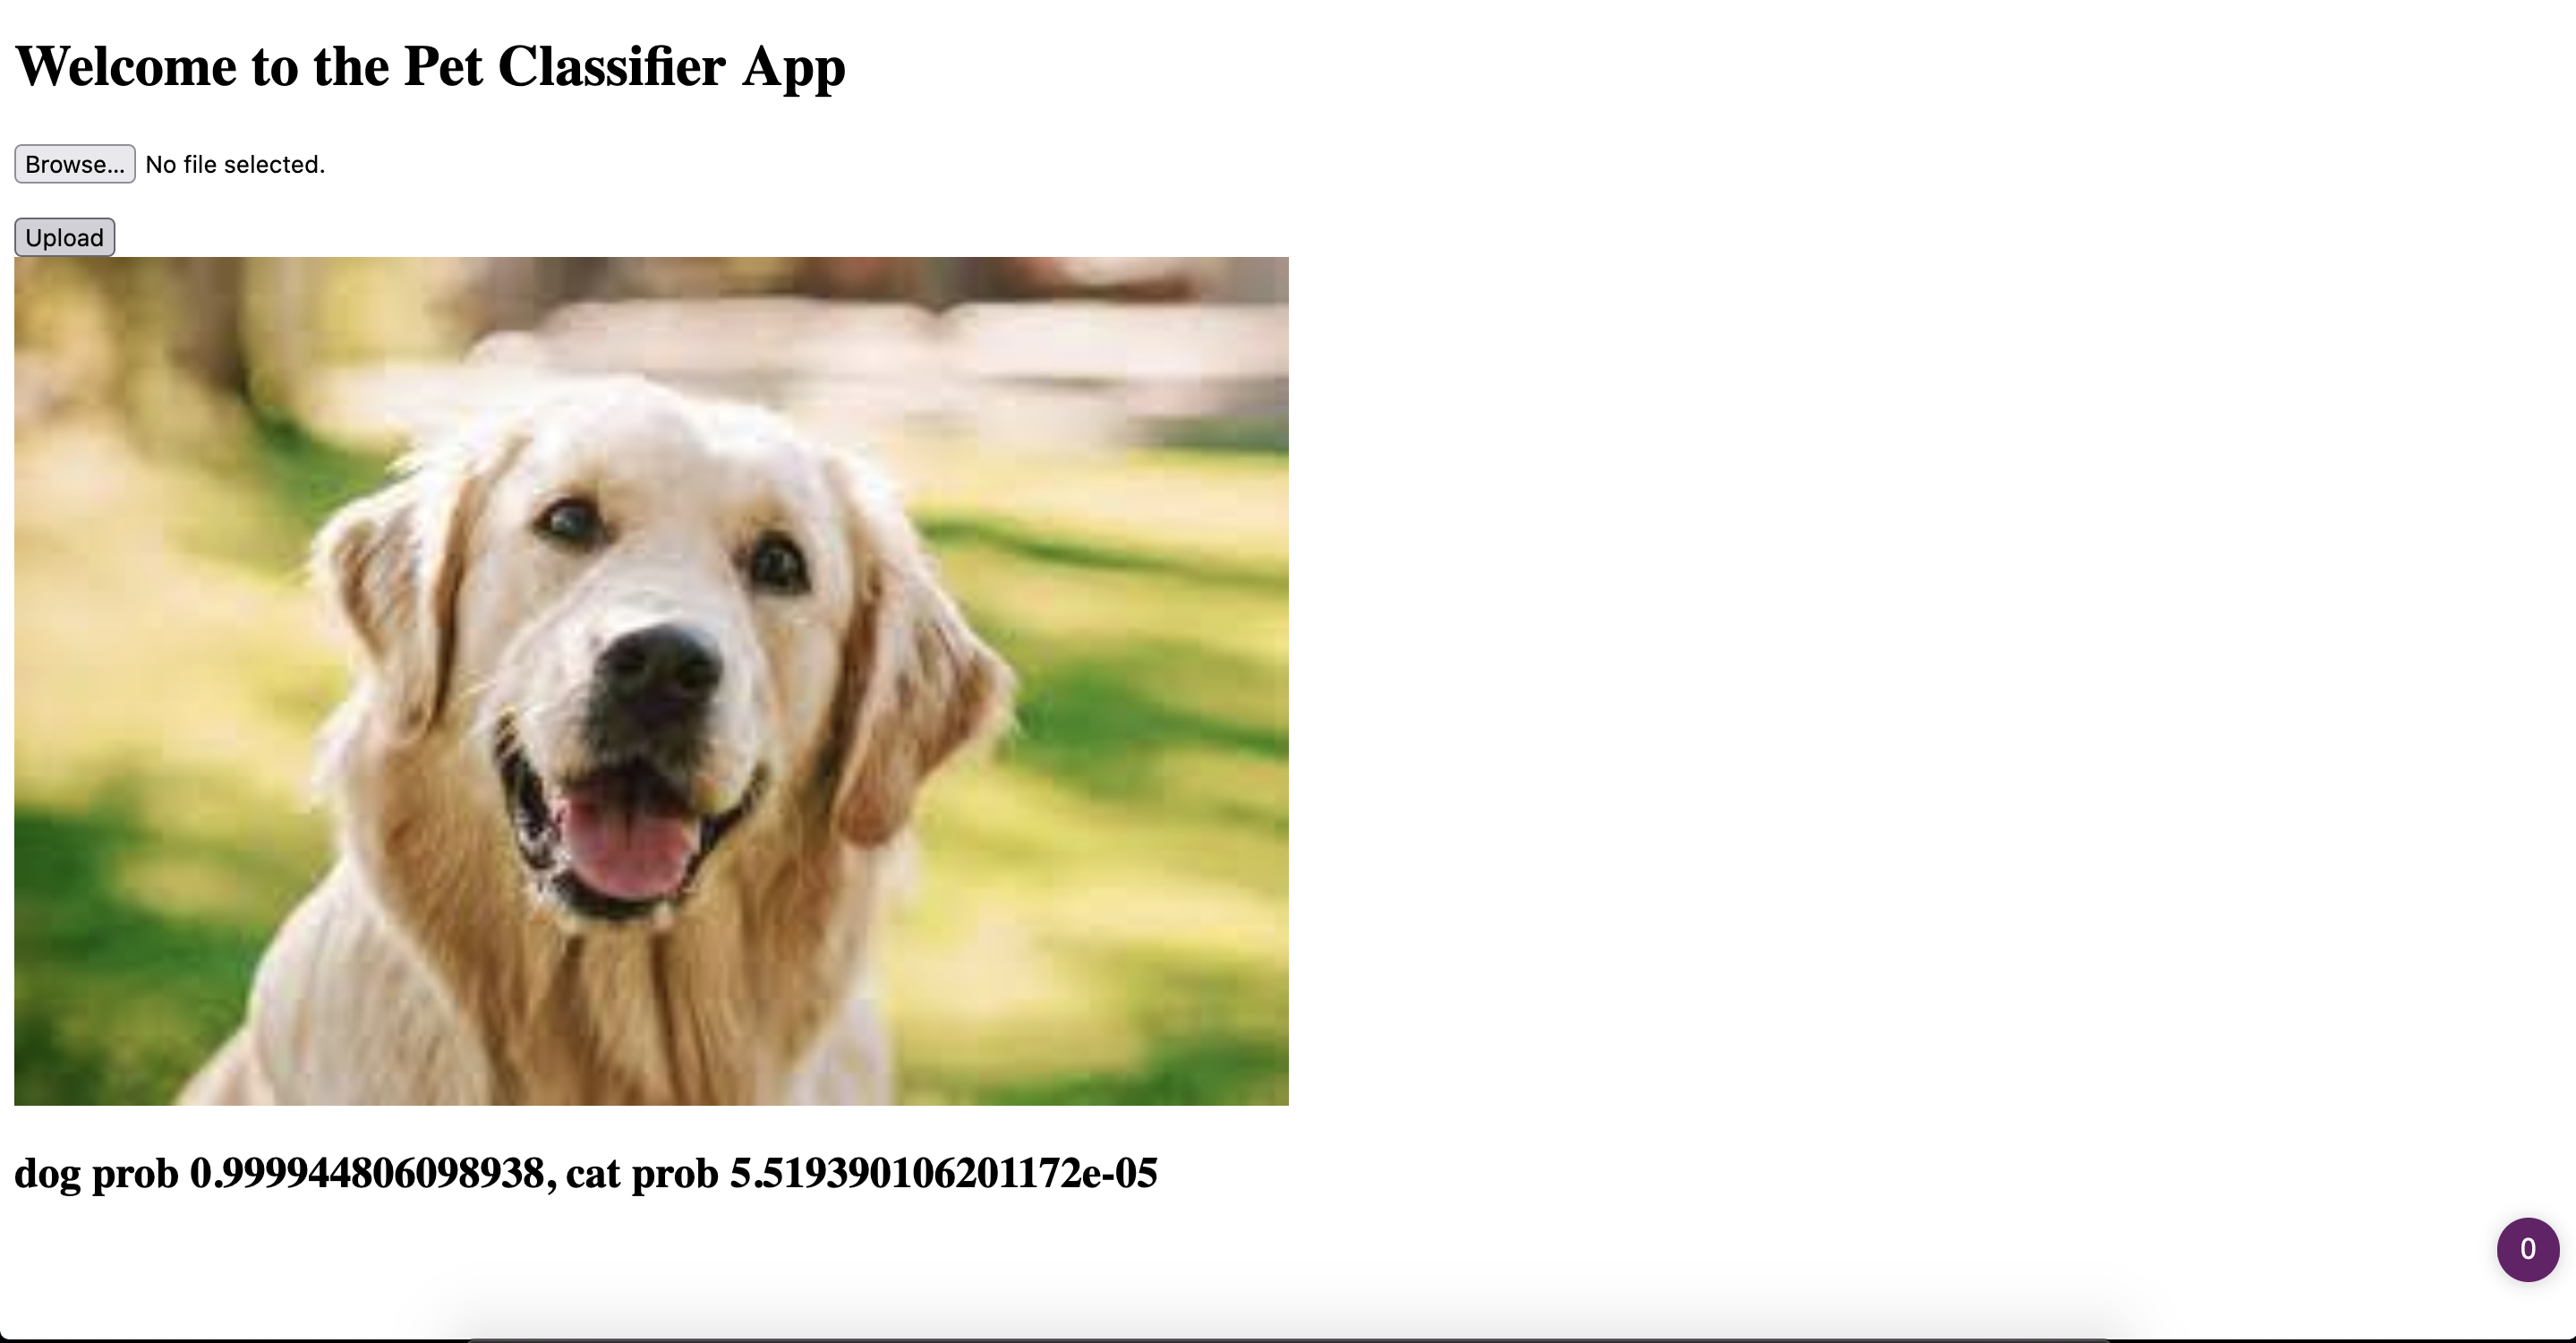 Welcome to the Pet Classifier App
Browse... No file selected.
Upload
dog prob 0.999944806098938, cat prob 5.519390106201172e-05
0